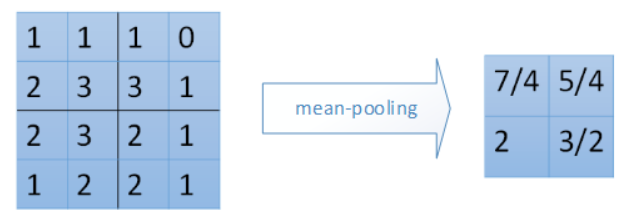 1 1 1 0
2 3 3 1
2 3 2 1
1 2 2 1
mean-pooling
7/4 5/4
2 3/2